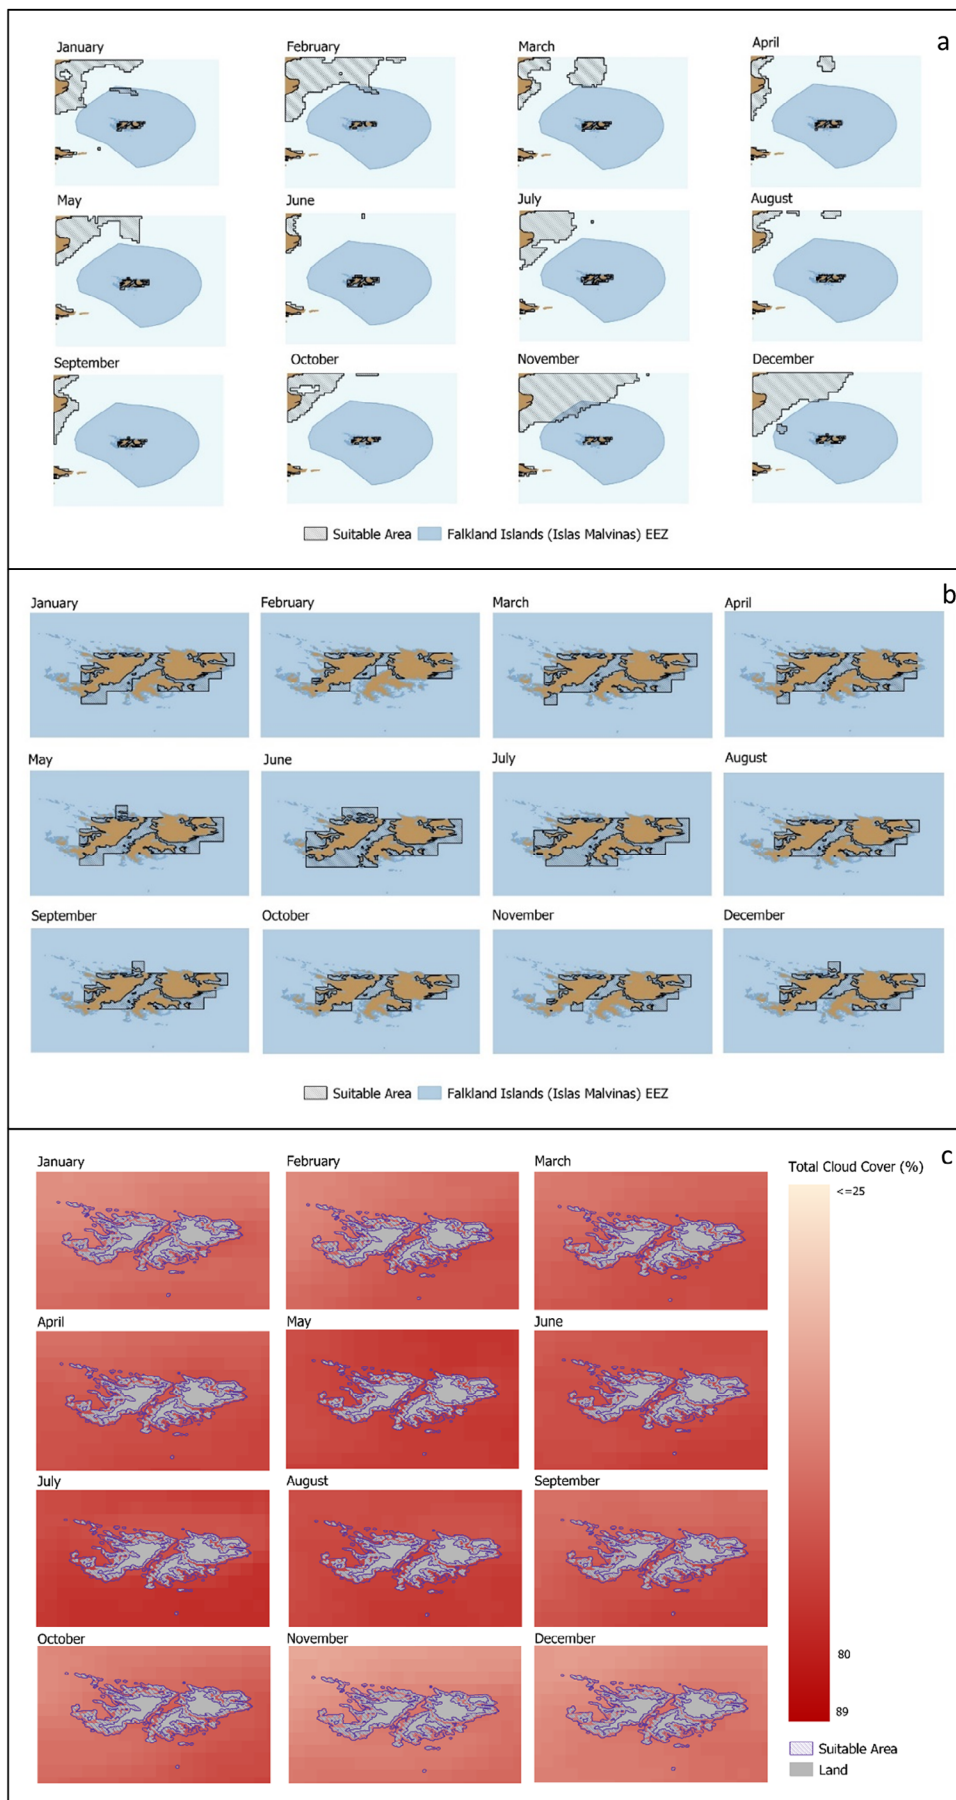 a
January February March April
May June July August
September October November December
Suitable Area Falkland Islands (Islas Malvinas) EEZ
b
January February March April
May June July August
September October November December
Suitable Area Falkland Islands (Islas Malvinas) EEZ
c
January February March
Total Cloud Cover (%)
<=25
April May June
July August September
October November December
80
89
Suitable Area
Land